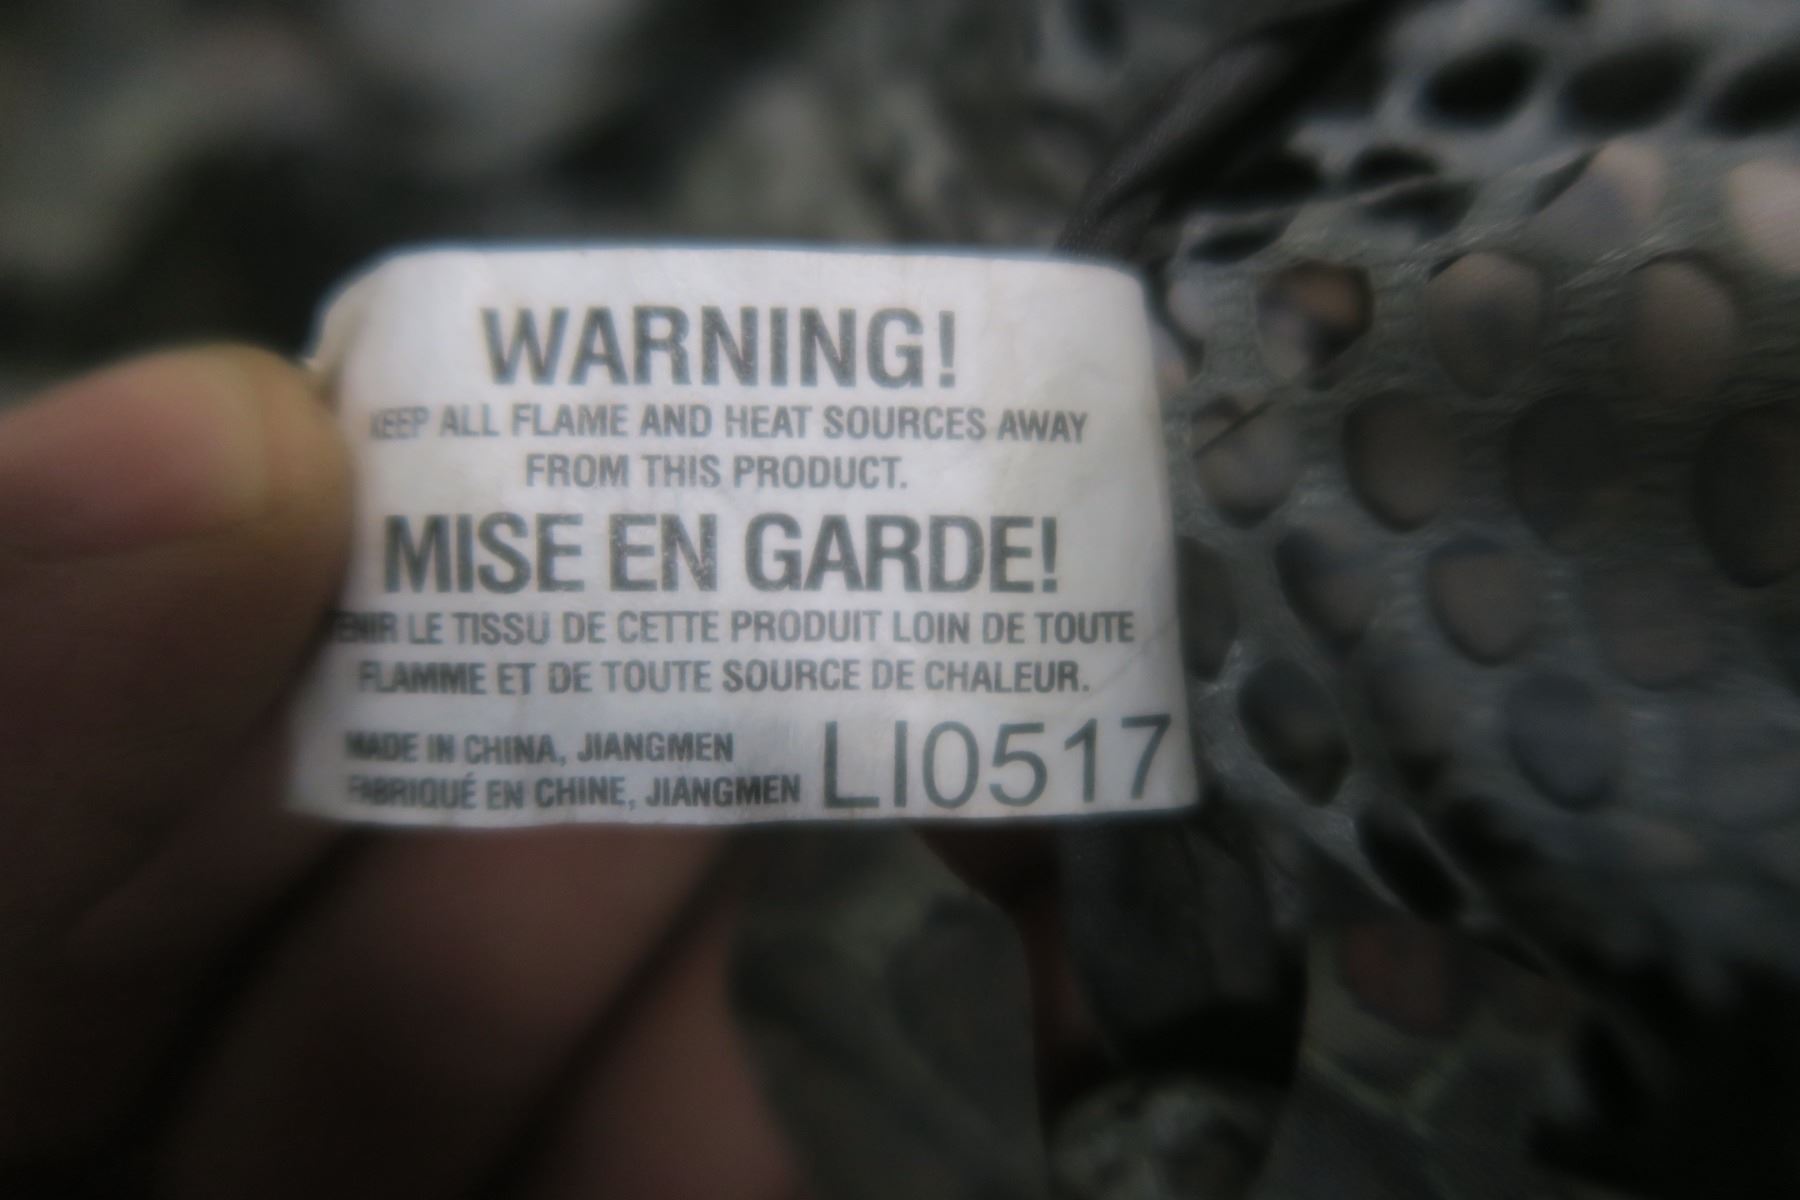 WARNING!
KEEP ALL FLAME AND HEAT SOURCES AWAY
FROM THIS PRODUCT.
MISE EN GARDE!
TENIR LE TISSU DE CETTE PRODUIT LOIN DE TOUTE
FLAMME ET DE TOUTE SOURCE DE CHALEUR.
MADE IN CHINA, JIANGMEN
FABRIQUÉ EN CHINE, JIANGMEN
LI0517